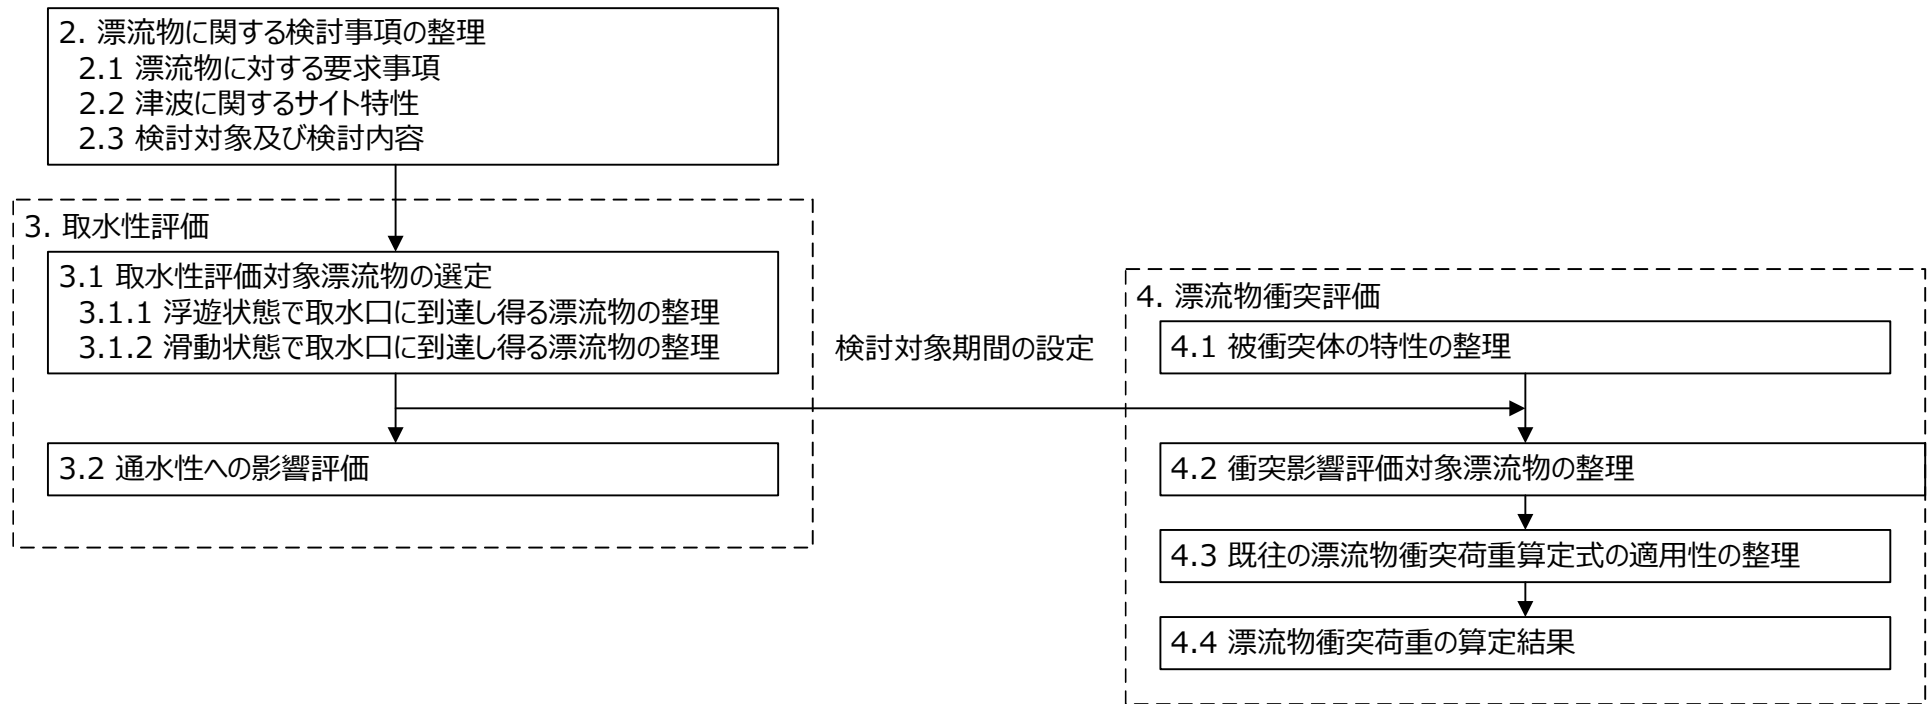 2. 漂流物に関する検討事項の整理
2.1 漂流物に対する要求事項
2.2 津波に関するサイト特性
2.3 検討対象及び検討内容
3. 取水性評価
3.1 取水性評価対象漂流物の選定
3.1.1 浮遊状態で取水口に到達し得る漂流物の整理
3.1.2 滑動状態で取水口に到達し得る漂流物の整理
3.2 通水性への影響評価
検討対象期間の設定
4. 漂流物衝突評価
4.1 被衝突体の特性の整理
4.2 衝突影響評価対象漂流物の整理
4.3 既往の漂流物衝突荷重算定式の適用性の整理
4.4 漂流物衝突荷重の算定結果